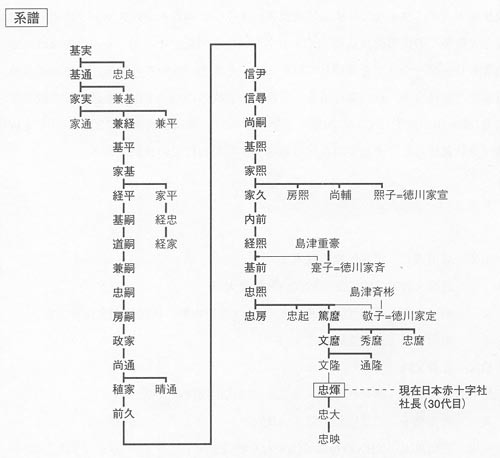 系譜
基実
基通 忠良
家実 兼基
家通 兼経 兼平
基平
家基
経平 家平
基嗣 経忠
道嗣 経家
兼嗣
忠嗣
房嗣
政家
尚通
稙家 晴通
前久
信尹
信尋
尚嗣
基熙
家熙
家久 房熙 尚輔 熙子=徳川家宣
内前
経熙 島津重豪
基前 寔子=徳川家斉
忠熙 島津斉彬
忠房 忠起 篤麿 敬子=徳川家定
文麿 秀麿 忠麿
文隆 通隆
忠煇 現在日本赤十字社
社長(30代目)
忠大
忠映